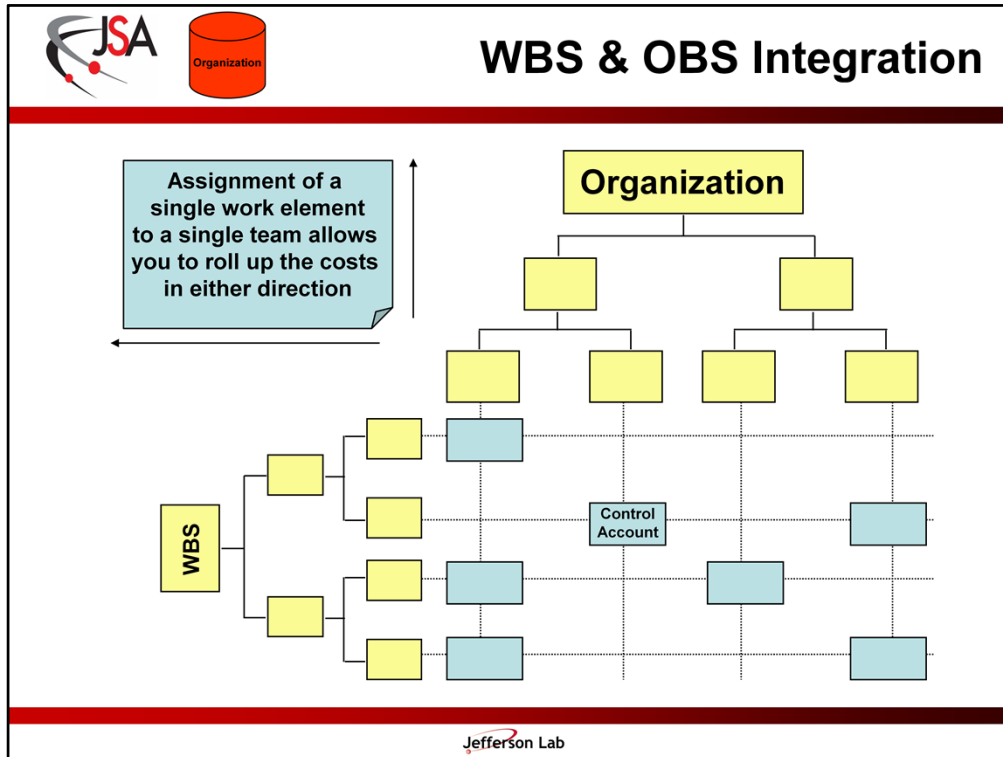 JSA
Organization
WBS & OBS Integration
Assignment of a
single work element
to a single team allows
you to roll up the costs
in either direction
Organization
Control
Account
WBS
Jefferson Lab